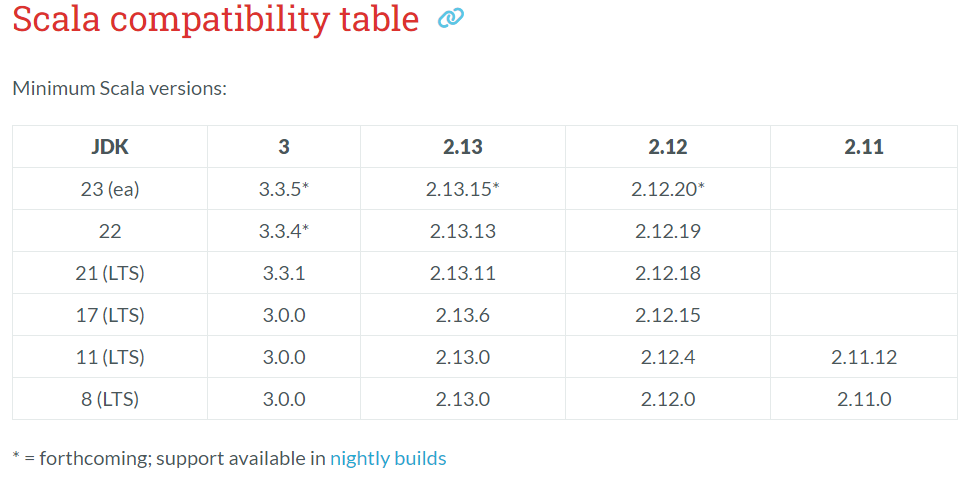 Scala compatibility table
Minimum Scala versions:
JDK 3 2.13 2.12 2.11
23 (ea) 3.3.5* 2.13.15* 2.12.20*
22 3.3.4* 2.13.13 2.12.19
21 (LTS) 3.3.1 2.13.11 2.12.18
17 (LTS) 3.0.0 2.13.6 2.12.15
11 (LTS) 3.0.0 2.13.0 2.12.4 2.11.12
8 (LTS) 3.0.0 2.13.0 2.12.0 2.11.0
* = forthcoming; support available in nightly builds